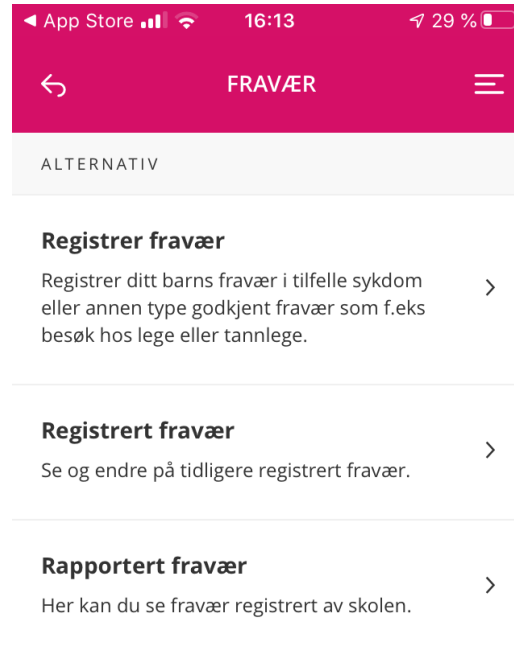 App Store 16:13 29 %
FRAVÆR
ALTERNATIV
Registrer fravær
Registrer ditt barns fravær i tilfelle sykdom
eller annen type godkjent fravær som f.eks
besøk hos lege eller tannlege.
Registrert fravær
Se og endre på tidligere registrert fravær.
Rapportert fravær
Her kan du se fravær registrert av skolen.